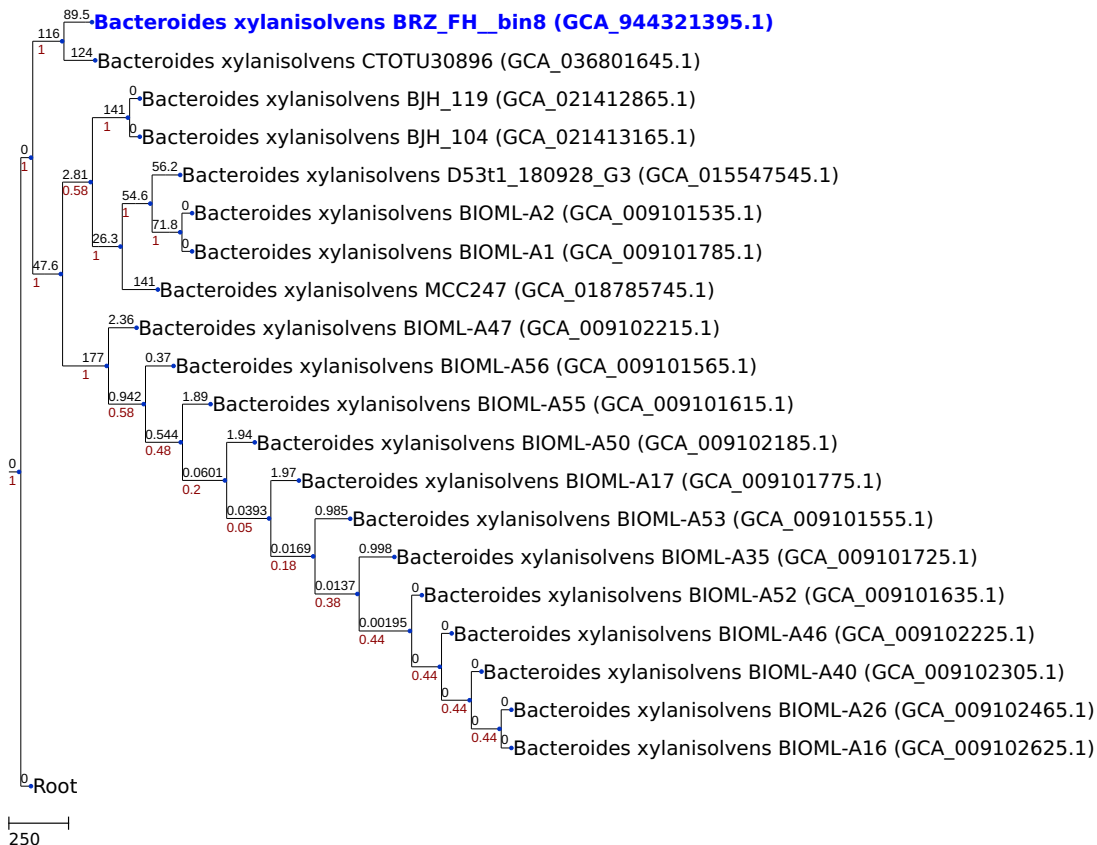 89.5
Bacteroides xylanisolvens BRZ_FH__bin8 (GCA_944321395.1)
116
1
124
Bacteroides xylanisolvens CTOTU30896 (GCA_036801645.1)
0
Bacteroides xylanisolvens BJH_119 (GCA_021412865.1)
141
1
0
Bacteroides xylanisolvens BJH_104 (GCA_021413165.1)
0
1
2.81
0.58
56.2
Bacteroides xylanisolvens D53t1_180928_G3 (GCA_015547545.1)
54.6
1
0
Bacteroides xylanisolvens BIOML-A2 (GCA_009101535.1)
71.8
1
0
Bacteroides xylanisolvens BIOML-A1 (GCA_009101785.1)
26.3
1
47.6
1
141
Bacteroides xylanisolvens MCC247 (GCA_018785745.1)
2.36
Bacteroides xylanisolvens BIOML-A47 (GCA_009102215.1)
177
1
0.37
Bacteroides xylanisolvens BIOML-A56 (GCA_009101565.1)
0.942
0.58
1.89
Bacteroides xylanisolvens BIOML-A55 (GCA_009101615.1)
0.544
0.48
1.94
Bacteroides xylanisolvens BIOML-A50 (GCA_009102185.1)
0
1
0.0601
0.2
1.97
Bacteroides xylanisolvens BIOML-A17 (GCA_009101775.1)
0.0393
0.05
0.985
Bacteroides xylanisolvens BIOML-A53 (GCA_009101555.1)
0.0169
0.18
0.998
Bacteroides xylanisolvens BIOML-A35 (GCA_009101725.1)
0.0137
0.38
0
Bacteroides xylanisolvens BIOML-A52 (GCA_009101635.1)
0.00195
0.44
0
Bacteroides xylanisolvens BIOML-A46 (GCA_009102225.1)
0
0.44
0
Bacteroides xylanisolvens BIOML-A40 (GCA_009102305.1)
0
0.44
0
Bacteroides xylanisolvens BIOML-A26 (GCA_009102465.1)
0
0.44
0
Bacteroides xylanisolvens BIOML-A16 (GCA_009102625.1)
0
Root
250